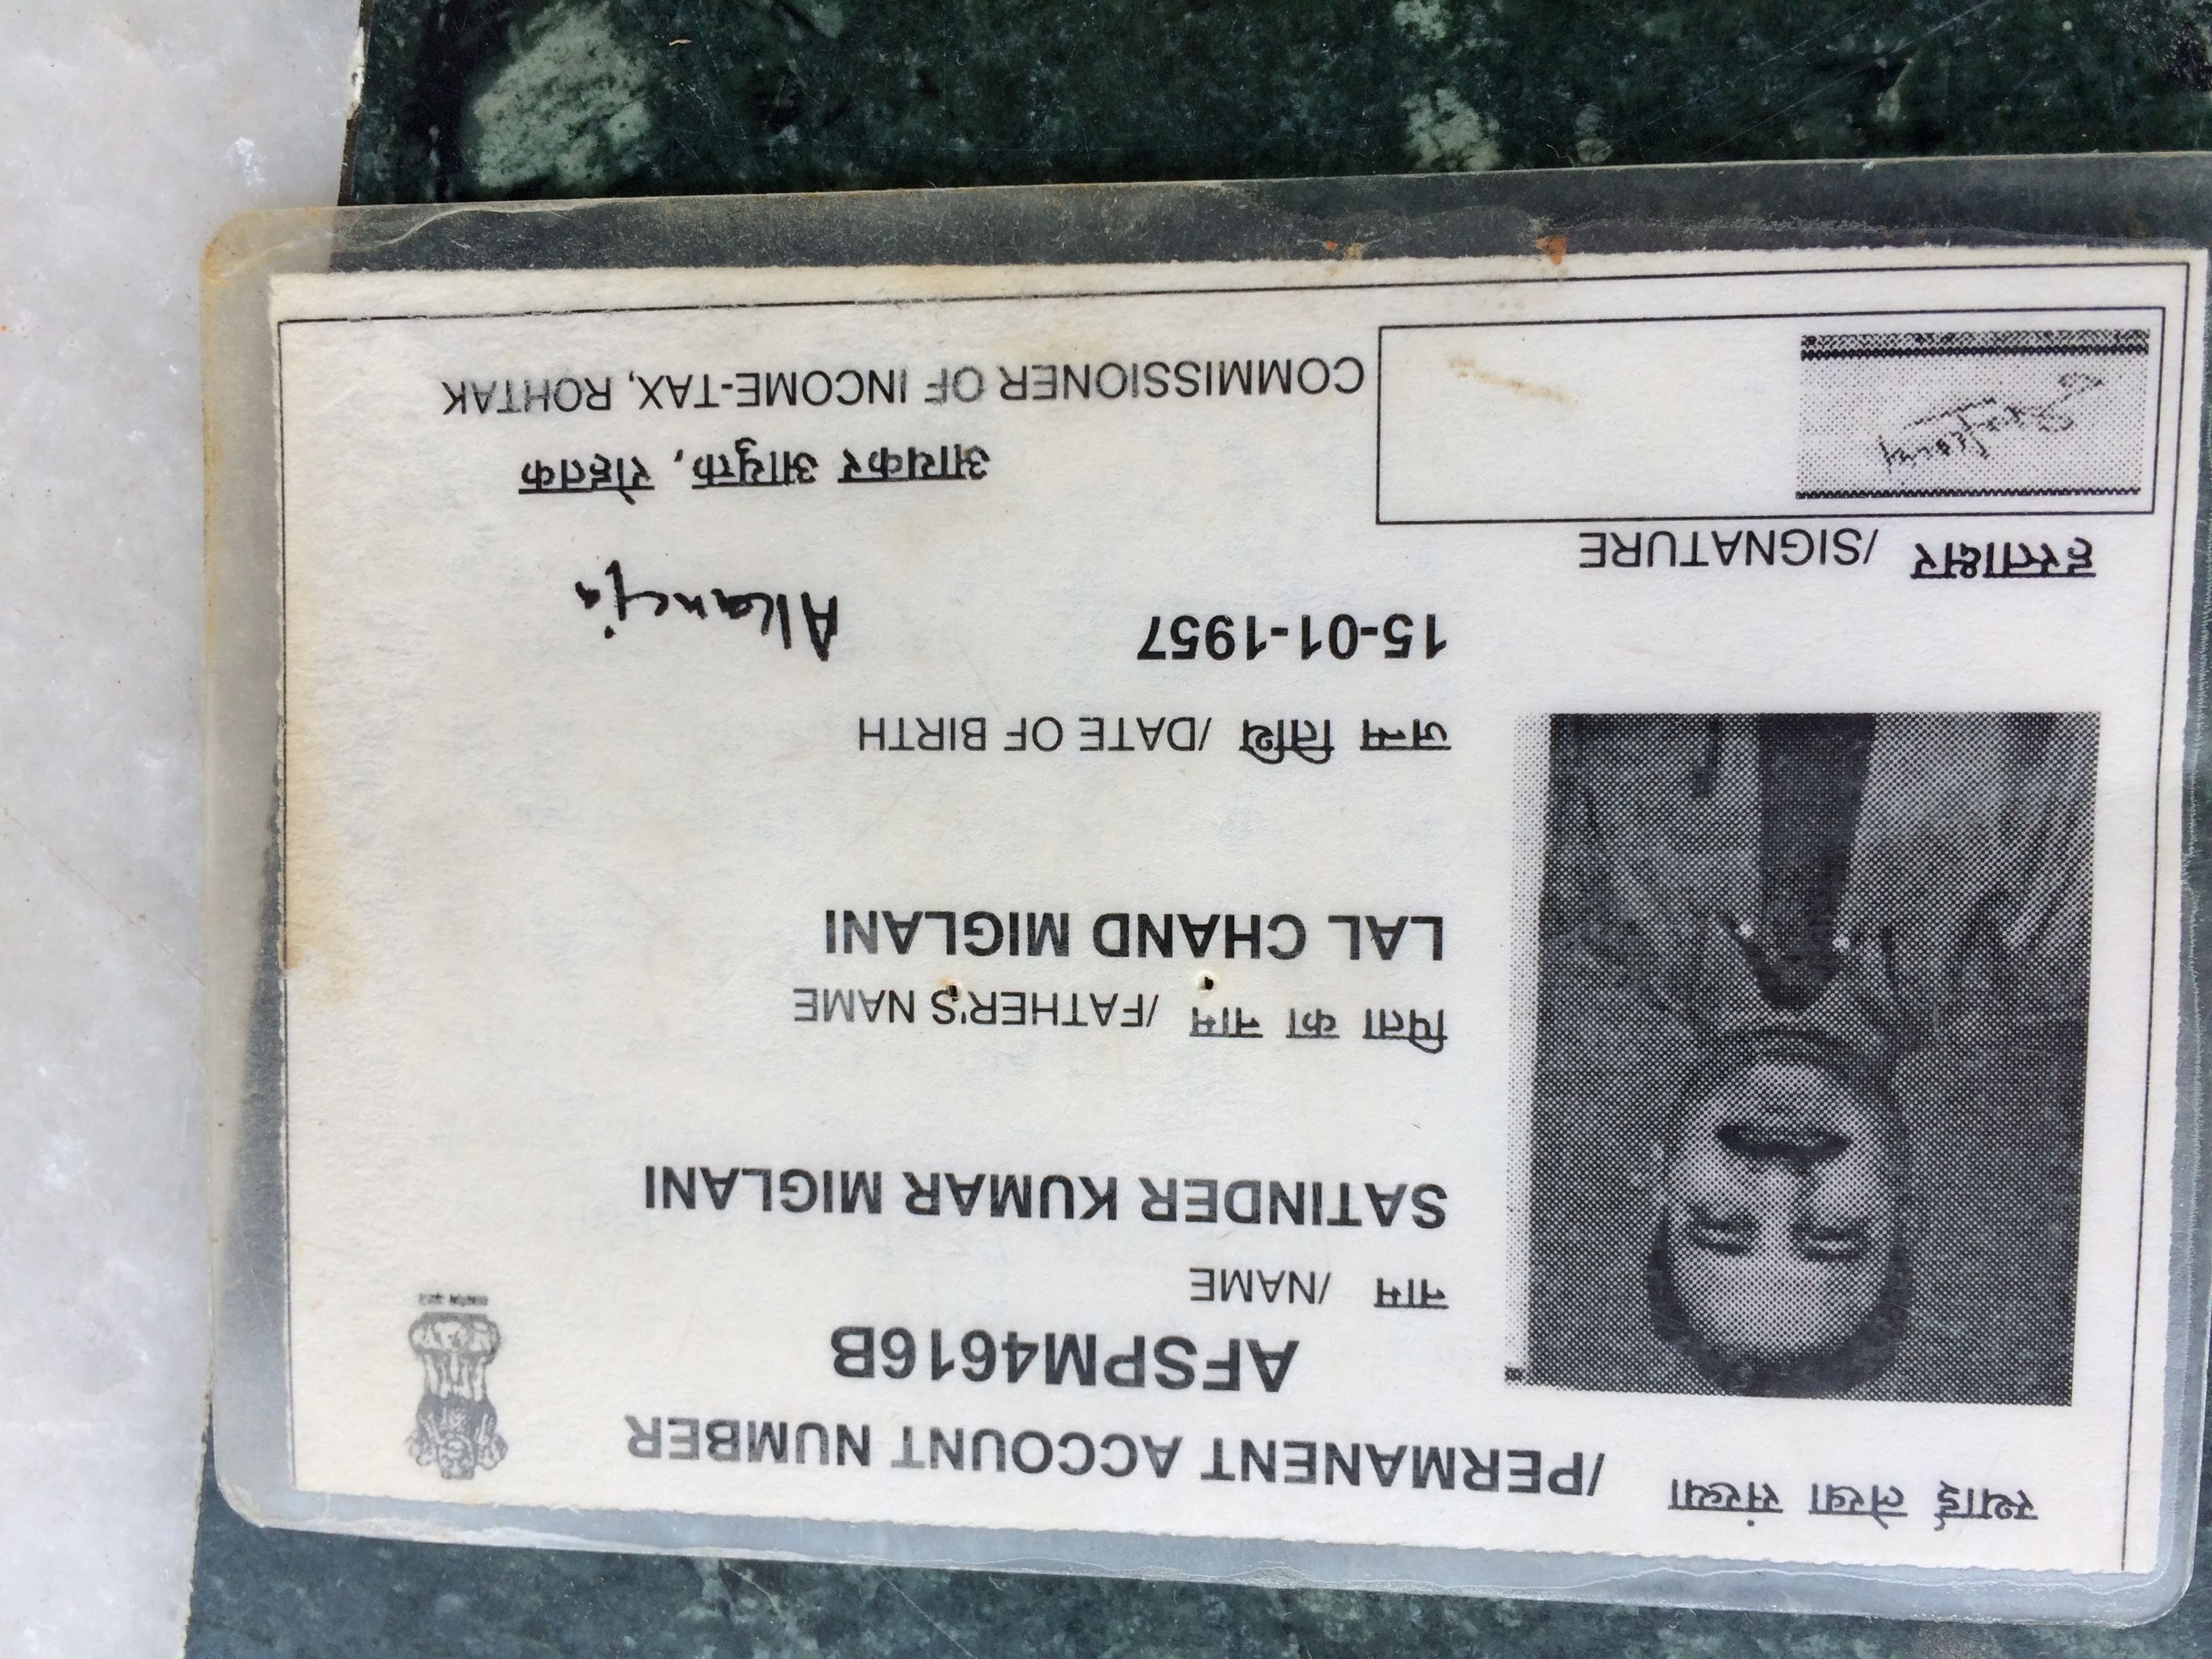 स्थाई लेखा संख्या /PERMANENT ACCOUNT NUMBER
AFSPM4616B
नाम /NAME
SATINDER KUMAR MIGLANI
पिता का नाम /FATHER'S NAME
LAL CHAND MIGLANI
जन्म तिथि /DATE OF BIRTH
15-01-1957
हस्ताक्षर /SIGNATURE
आयकर आयुक्त, रोहतक
COMMISSIONER OF INCOME-TAX, ROHTAK